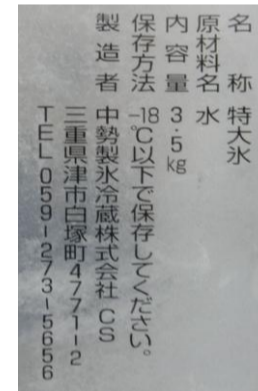 名称 特大氷
原材料名 水
内容量 3.5kg
保存方法 -18℃以下で保存してください。
製造者 中勢製氷冷蔵株式会社 CS
三重県津市白塚町4771-2
TEL 059-273-5656